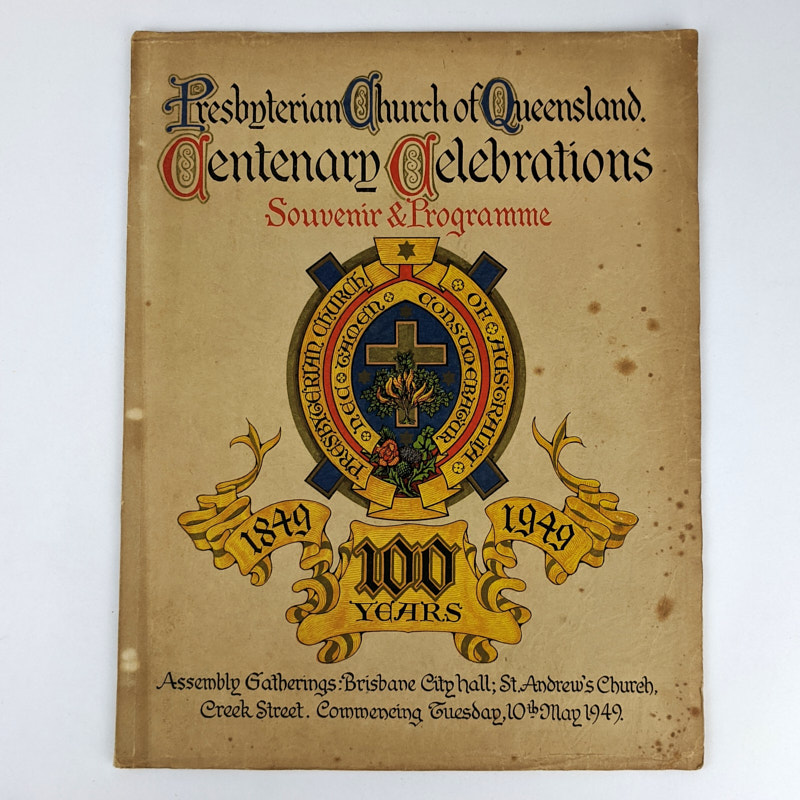 Presbyterian Church of Queensland.
Centenary Celebrations
Souvenir & Programme
PRESBYTERIAN CHURCH OF AUSTRALIA
NEC TAMEN CONSUMEBATUR
1849
1949
100
YEARS
Assembly Gatherings: Brisbane City hall; St. Andrew's Church,
Creek Street. Commencing Tuesday, 10th May 1949.